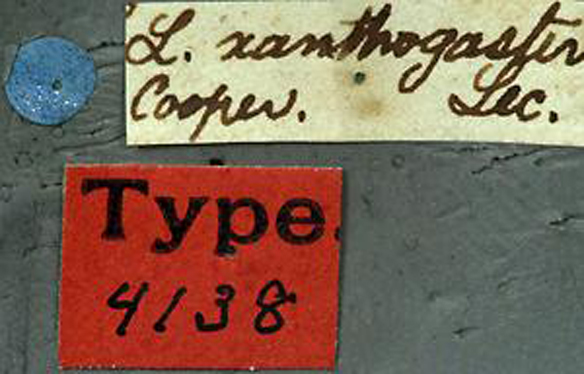 L. xanthogaster
Cooper. Lec.
Type.
4138